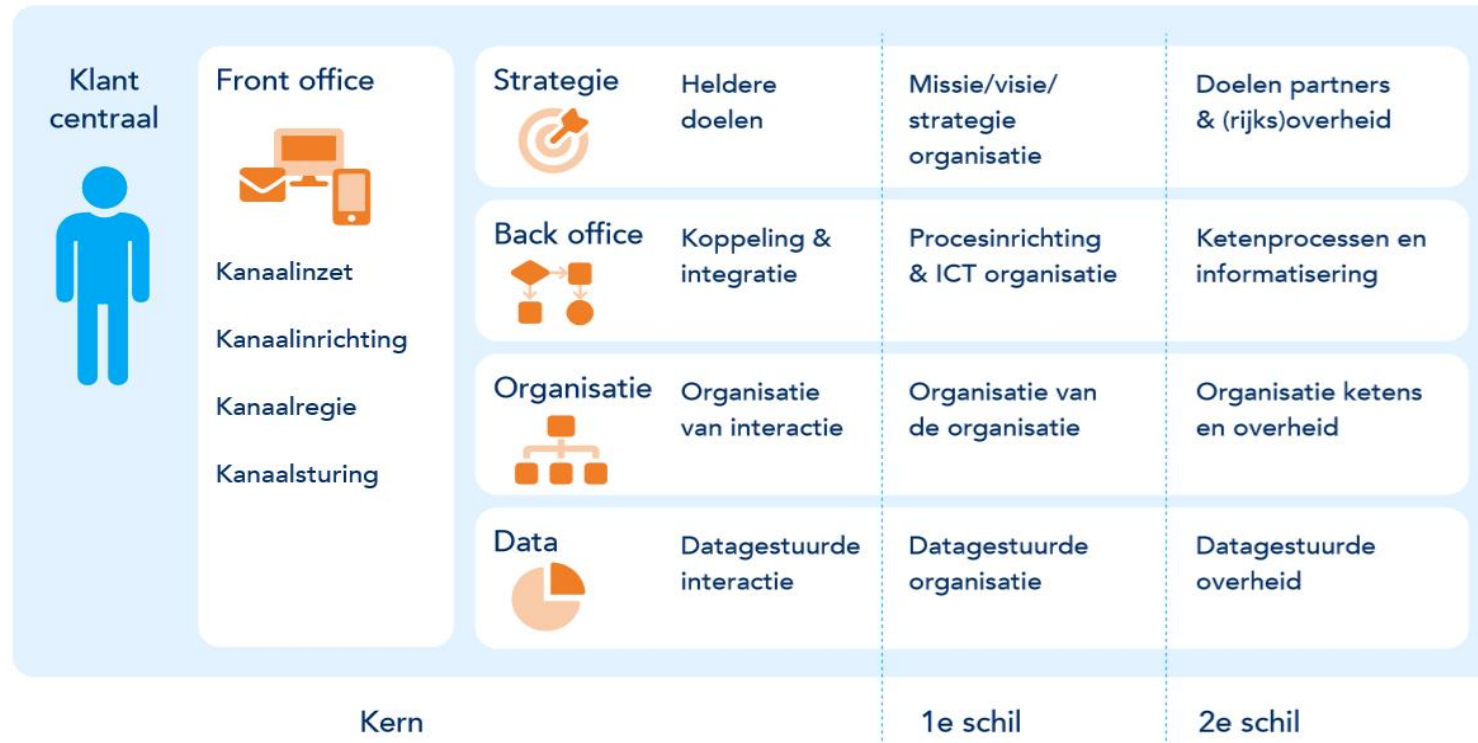 Klant
centraal
Front office
Kanaalinzet
Kanaalinrichting
Kanaalregie
Kanaalsturing
Strategie
Heldere
doelen
Missie/visie/
strategie
organisatie
Doelen partners
& (rijks)overheid
Back office
Koppeling &
integratie
Procesinrichting
& ICT organisatie
Ketenprocessen en
informatisering
Organisatie
Organisatie
van interactie
Organisatie van
de organisatie
Organisatie ketens
en overheid
Data
Datagestuurde
interactie
Datagestuurde
organisatie
Datagestuurde
overheid
Kern
1e schil
2e schil